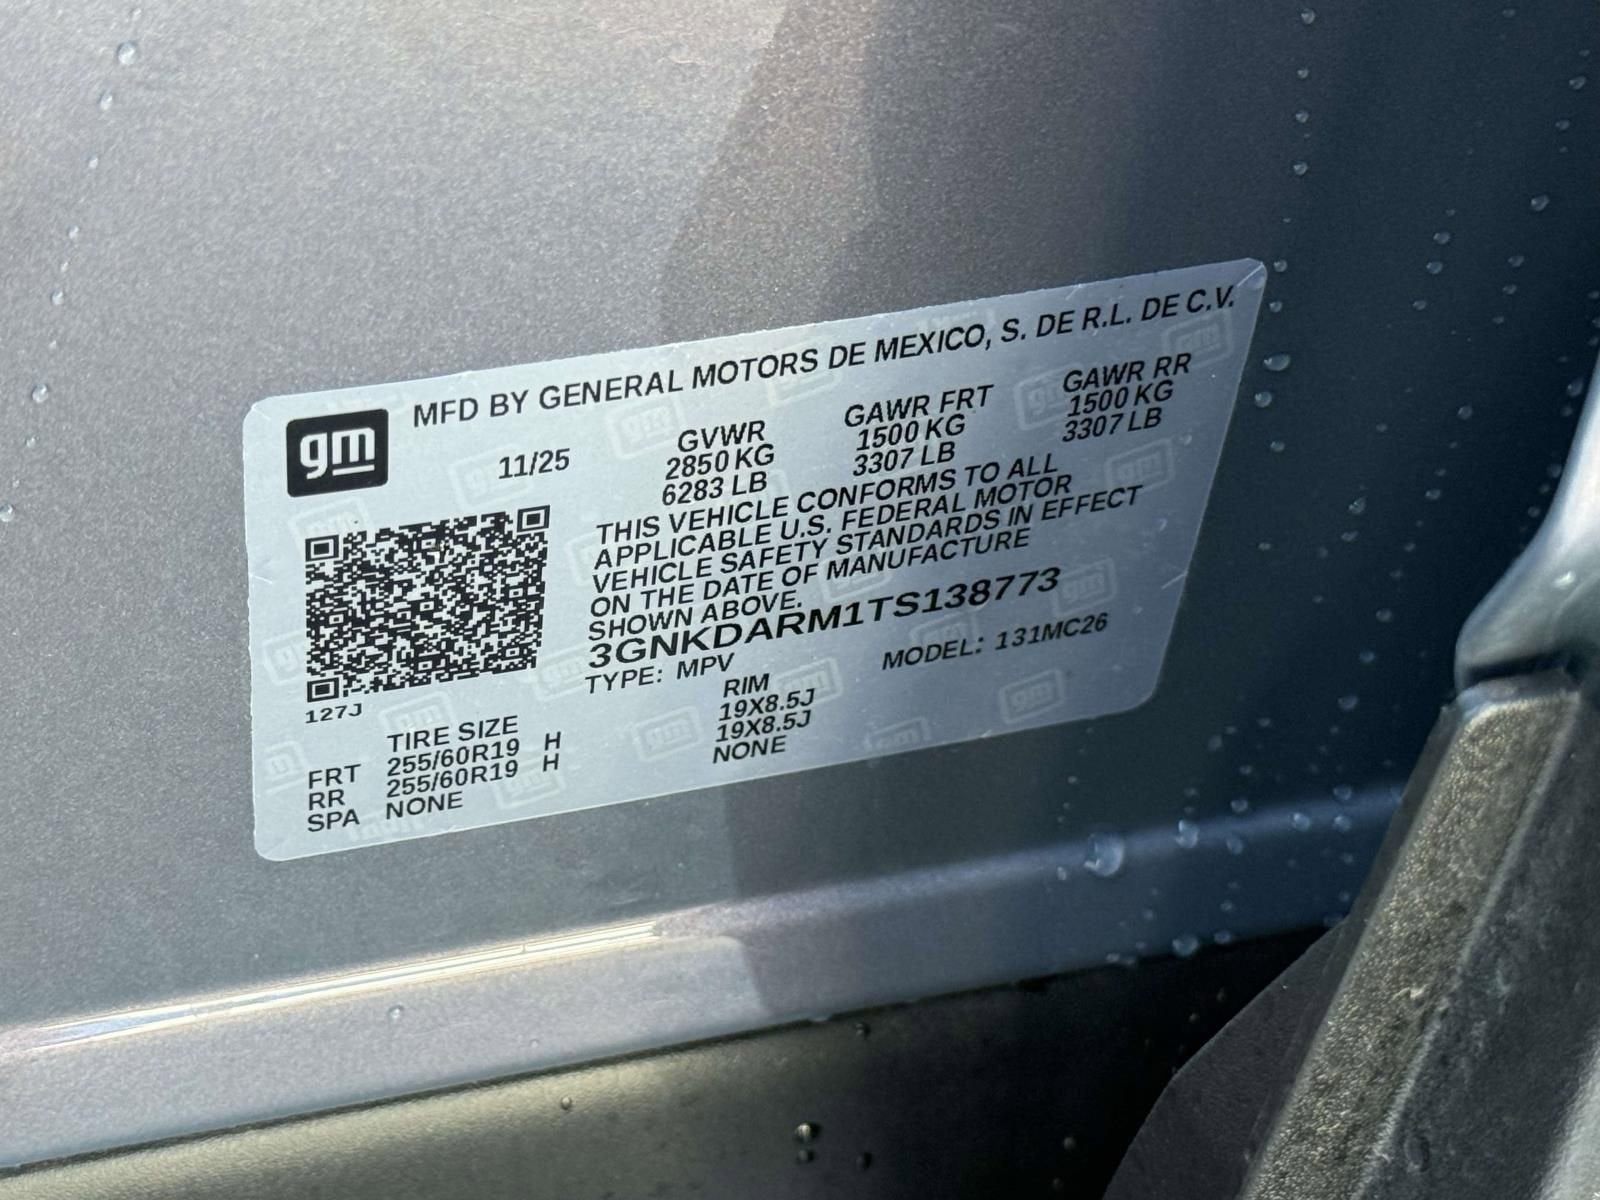 MFD BY GENERAL MOTORS DE MEXICO, S. DE R.L. DE C.V.
gm
11/25
GVWR GAWR FRT GAWR RR
2850 KG 1500 KG 1500 KG
6283 LB 3307 LB 3307 LB
THIS VEHICLE CONFORMS TO ALL
APPLICABLE U.S. FEDERAL MOTOR
VEHICLE SAFETY STANDARDS IN EFFECT
ON THE DATE OF MANUFACTURE
SHOWN ABOVE.
3GNKDARM1TS138773
TYPE: MPV MODEL: 131MC26
127J
TIRE SIZE RIM
FRT 255/60R19 H 19X8.5J
RR 255/60R19 H 19X8.5J
SPA NONE NONE